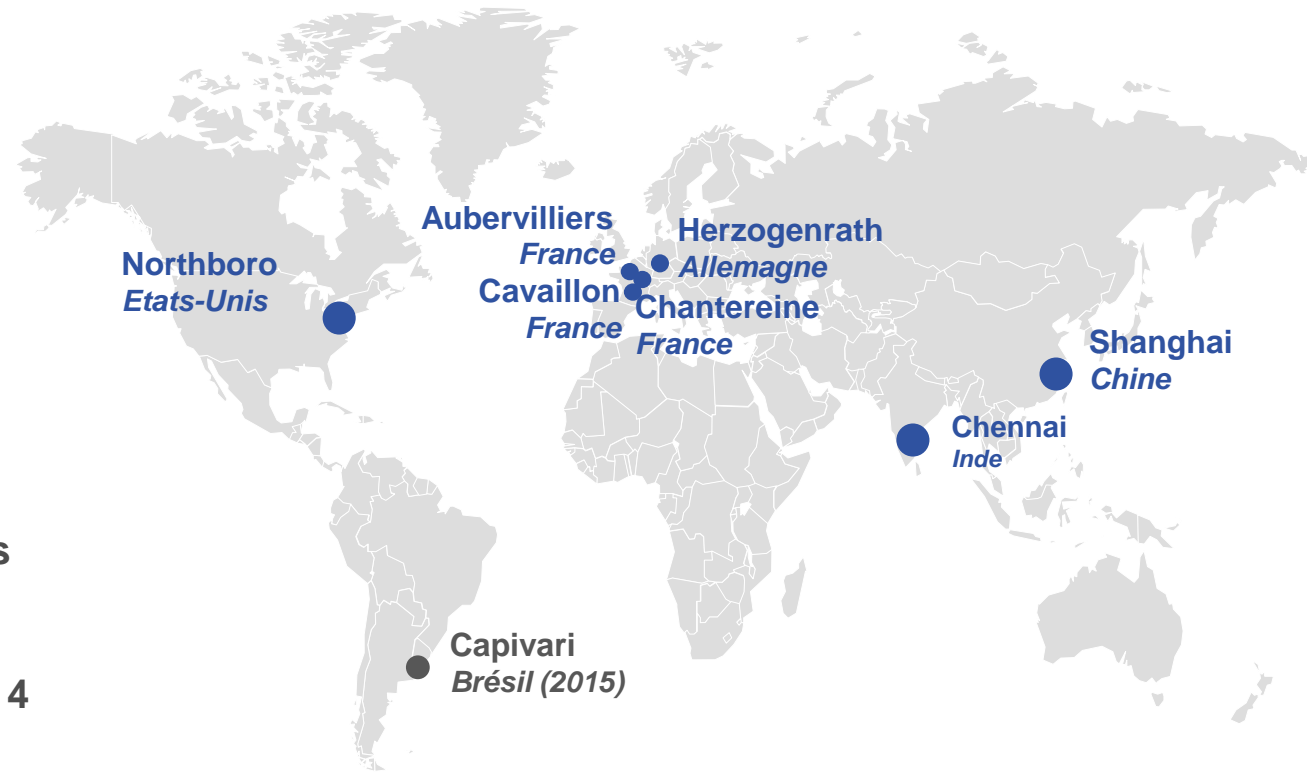 Aubervilliers
France
Herzogenrath
Allemagne
Northboro
Etats-Unis
Cavaillon
France
Chantereine
France
Shanghai
Chine
Chennai
Inde
s
Capivari
Brésil (2015)
4